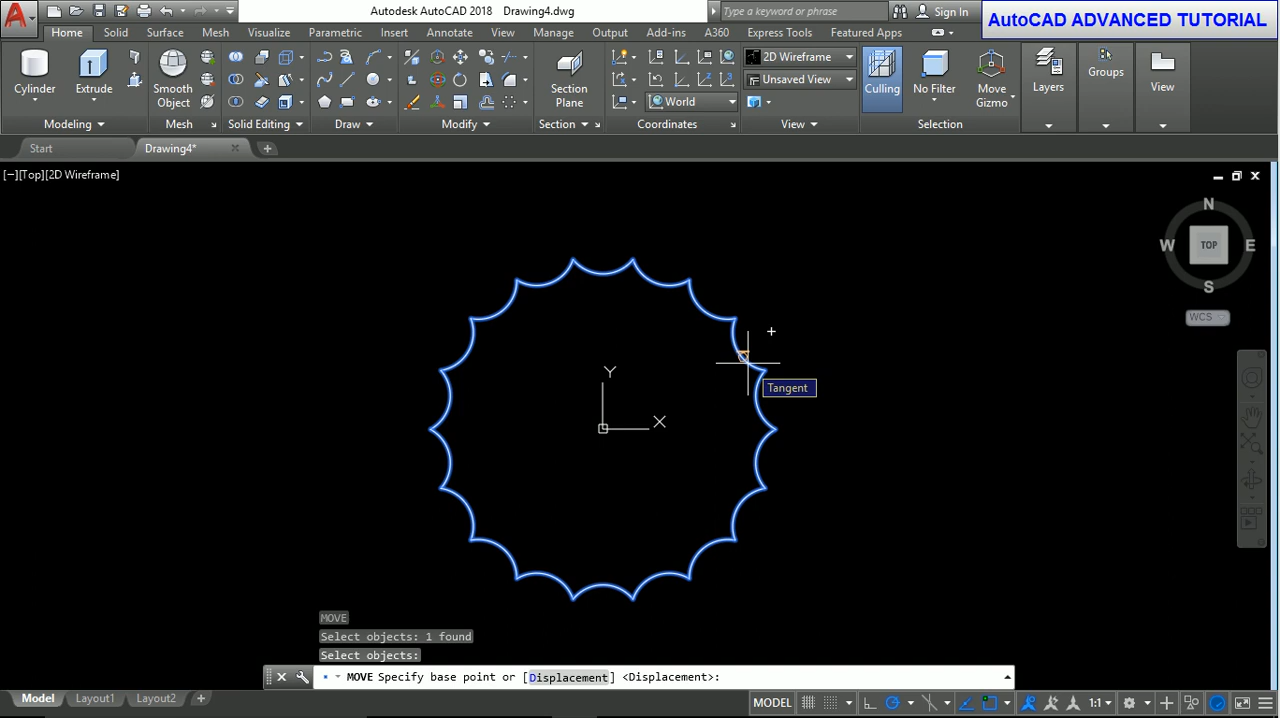 Autodesk AutoCAD 2018 Drawing4.dwg
Type a keyword or phrase
Sign In
AutoCAD ADVANCED TUTORIAL
Home Solid Surface Mesh Visualize Parametric Insert Annotate View Manage Output Add-ins A360 Express Tools Featured Apps
Cylinder
Extrude
Smooth
Object
Section
Plane
2D Wireframe
Unsaved View
World
Culling
No Filter
Move
Gizmo
Layers
Groups
View
Modeling Mesh Solid Editing Draw Modify Section Coordinates View Selection
Start
Drawing4*
[−][Top][2D Wireframe]
N
W TOP E
S
WCS
Y
X
Tangent
MOVE
Select objects: 1 found
Select objects:
MOVE Specify base point or [Displacement] <Displacement>:
Model Layout1 Layout2
MODEL
1:1